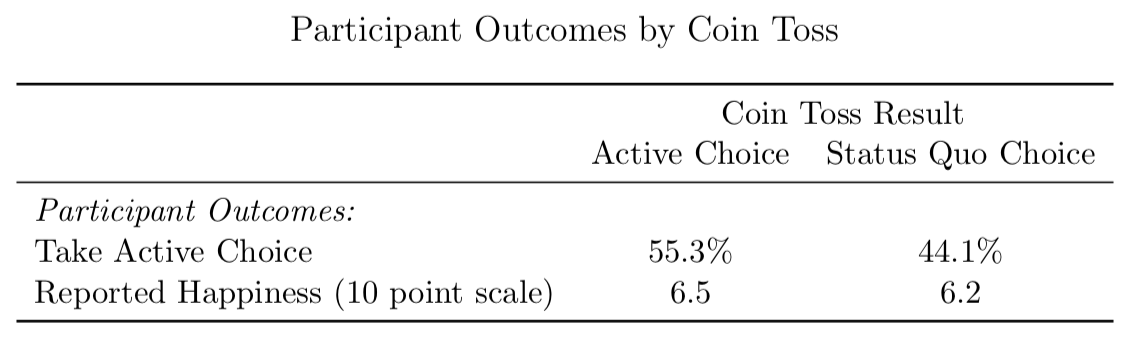 Participant Outcomes by Coin Toss
Coin Toss Result
Active Choice Status Quo Choice
Participant Outcomes:
Take Active Choice 55.3% 44.1%
Reported Happiness (10 point scale) 6.5 6.2